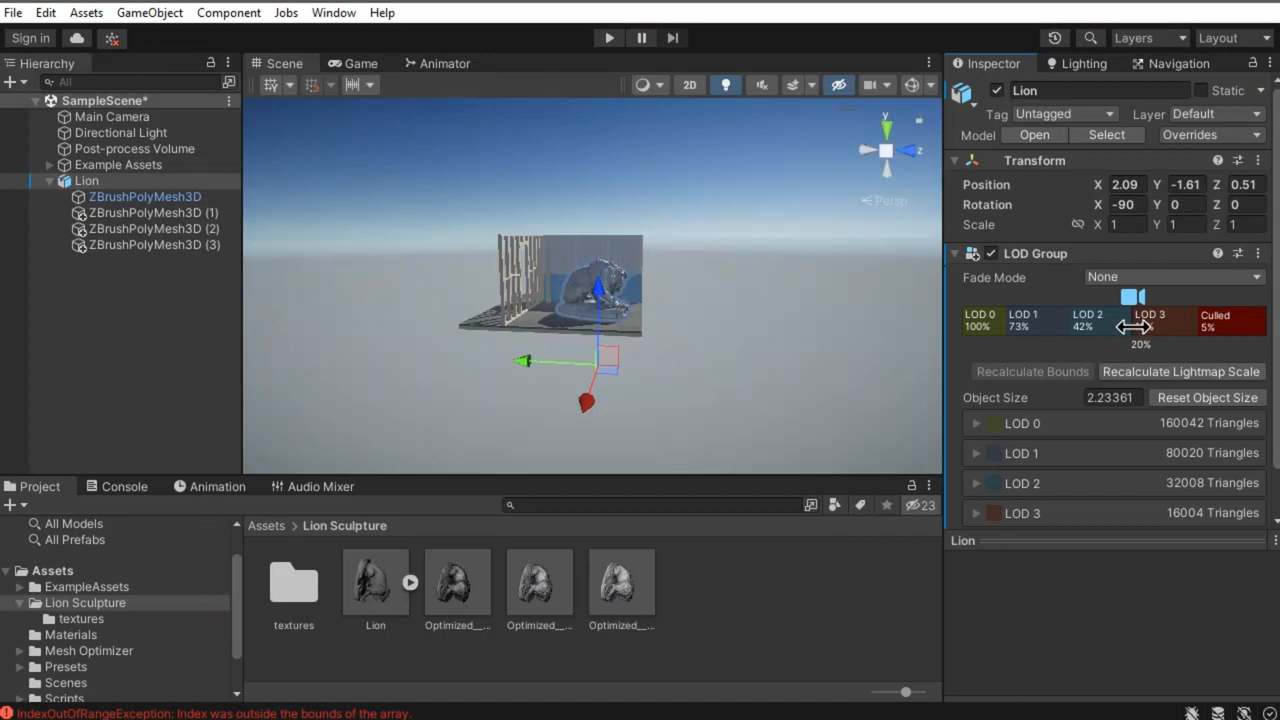 File Edit Assets GameObject Component Jobs Window Help
Sign in Layers Layout
Hierarchy
All
SampleScene*
Main Camera
Directional Light
Post-process Volume
Example Assets
Lion
ZBrushPolyMesh3D
ZBrushPolyMesh3D (1)
ZBrushPolyMesh3D (2)
ZBrushPolyMesh3D (3)
Scene Game Animator
2D
y
z
Persp
Inspector Lighting Navigation
Lion Static
Tag Untagged Layer Default
Model Open Select Overrides
Transform
Position X 2.09 Y -1.61 Z 0.51
Rotation X -90 Y 0 Z 0
Scale X 1 Y 1 Z 1
LOD Group
Fade Mode None
LOD 0 LOD 1 LOD 2 LOD 3 Culled
100% 73% 42% 5%
20%
Recalculate Bounds Recalculate Lightmap Scale
Object Size 2.23361 Reset Object Size
LOD 0 160042 Triangles
LOD 1 80020 Triangles
LOD 2 32008 Triangles
LOD 3 16004 Triangles
Lion
Project Console Animation Audio Mixer
23
All Models
All Prefabs
Assets
ExampleAssets
Lion Sculpture
textures
Materials
Mesh Optimizer
Presets
Scenes
Scripts
Assets > Lion Sculpture
textures Lion Optimized__... Optimized__... Optimized__...
IndexOutOfRangeException: Index was outside the bounds of the array.